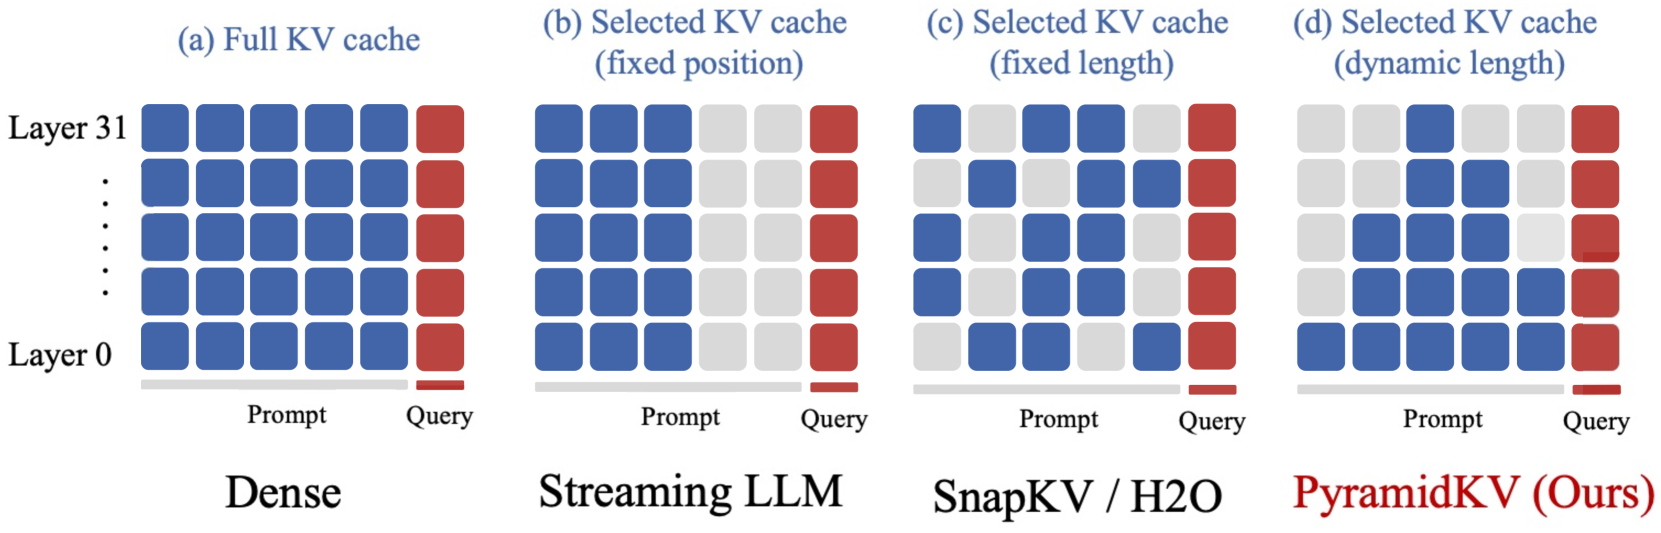 (a) Full KV cache
(b) Selected KV cache
(fixed position)
(c) Selected KV cache
(fixed length)
(d) Selected KV cache
(dynamic length)
Layer 31
Layer 0
Prompt
Query
Prompt
Query
Prompt
Query
Prompt
Query
Dense
Streaming LLM
SnapKV / H2O
PyramidKV (Ours)